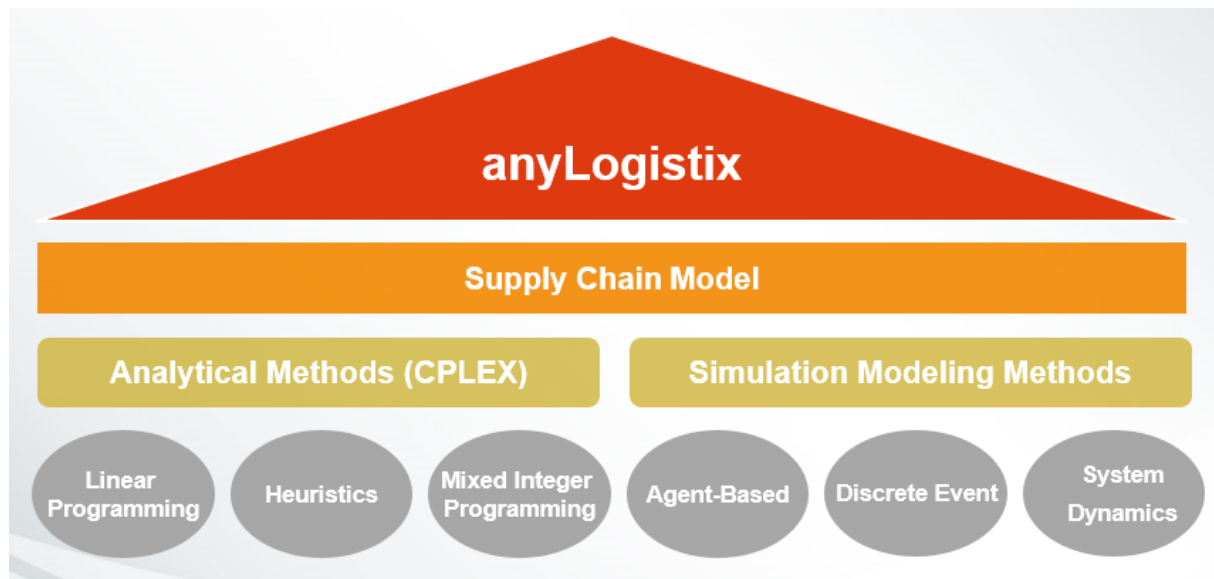 anyLogistix
Supply Chain Model
Analytical Methods (CPLEX)
Simulation Modeling Methods
Linear
Programming
Heuristics
Mixed Integer
Programming
Agent-Based
Discrete Event
System
Dynamics